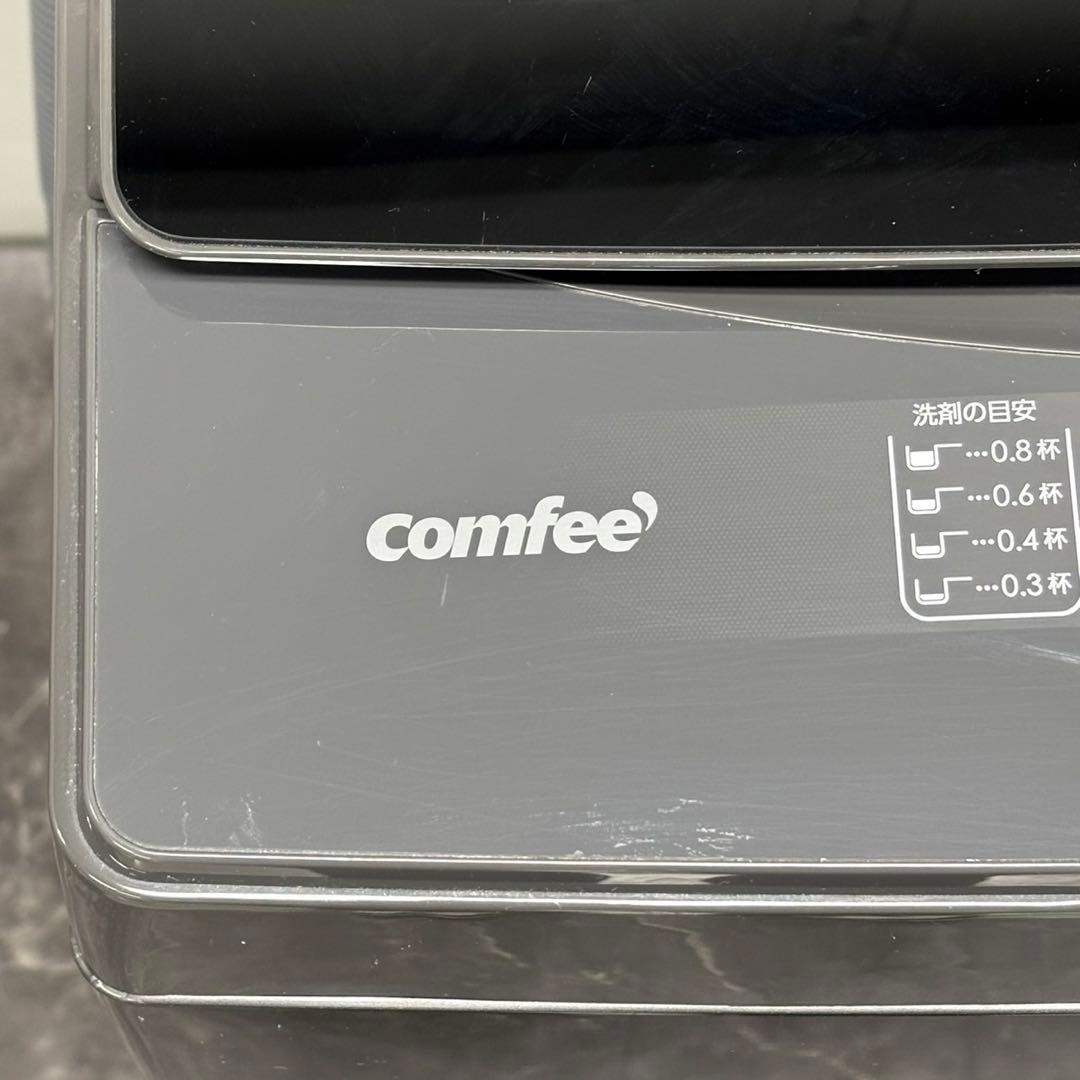 洗剤の目安
…0.8杯
…0.6杯
comfee'
…0.4杯
…0.3杯